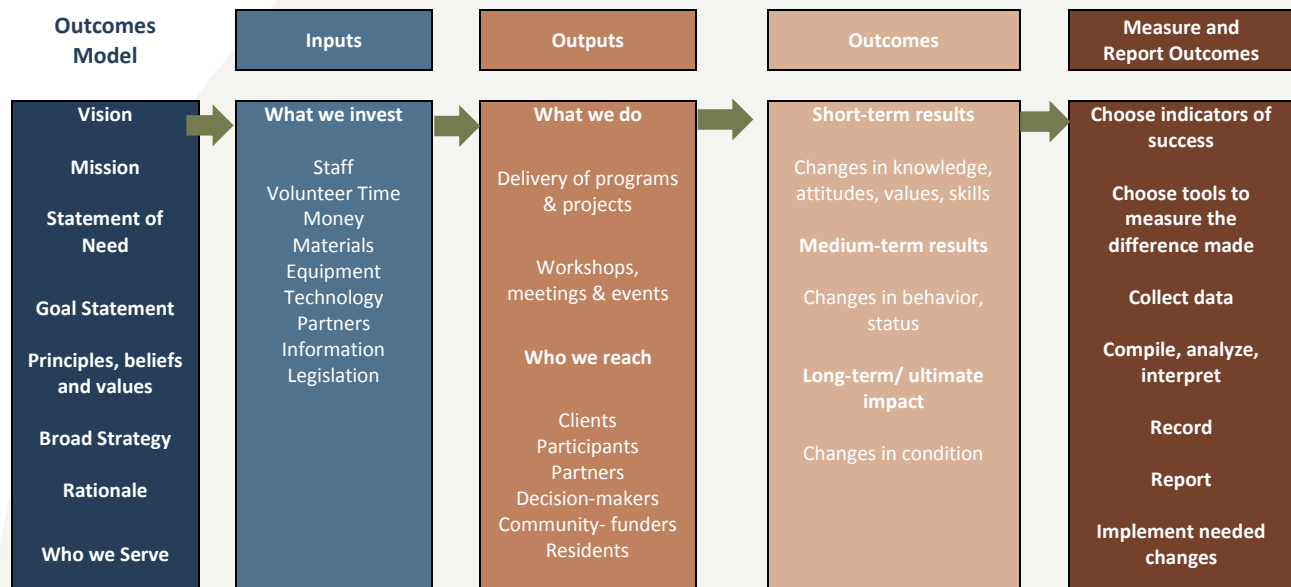 Outcomes
Model
Inputs
Outputs
Outcomes
Measure and
Report Outcomes
Vision
Mission
Statement of
Need
Goal Statement
Principles, beliefs
and values
Broad Strategy
Rationale
Who we Serve
What we invest
Staff
Volunteer Time
Money
Materials
Equipment
Technology
Partners
Information
Legislation
What we do
Delivery of programs
& projects
Workshops,
meetings & events
Who we reach
Clients
Participants
Partners
Decision-makers
Community- funders
Residents
Short-term results
Changes in knowledge,
attitudes, values, skills
Medium-term results
Changes in behavior,
status
Long-term/ ultimate
impact
Changes in condition
Choose indicators of
success
Choose tools to
measure the
difference made
Collect data
Compile, analyze,
interpret
Record
Report
Implement needed
changes